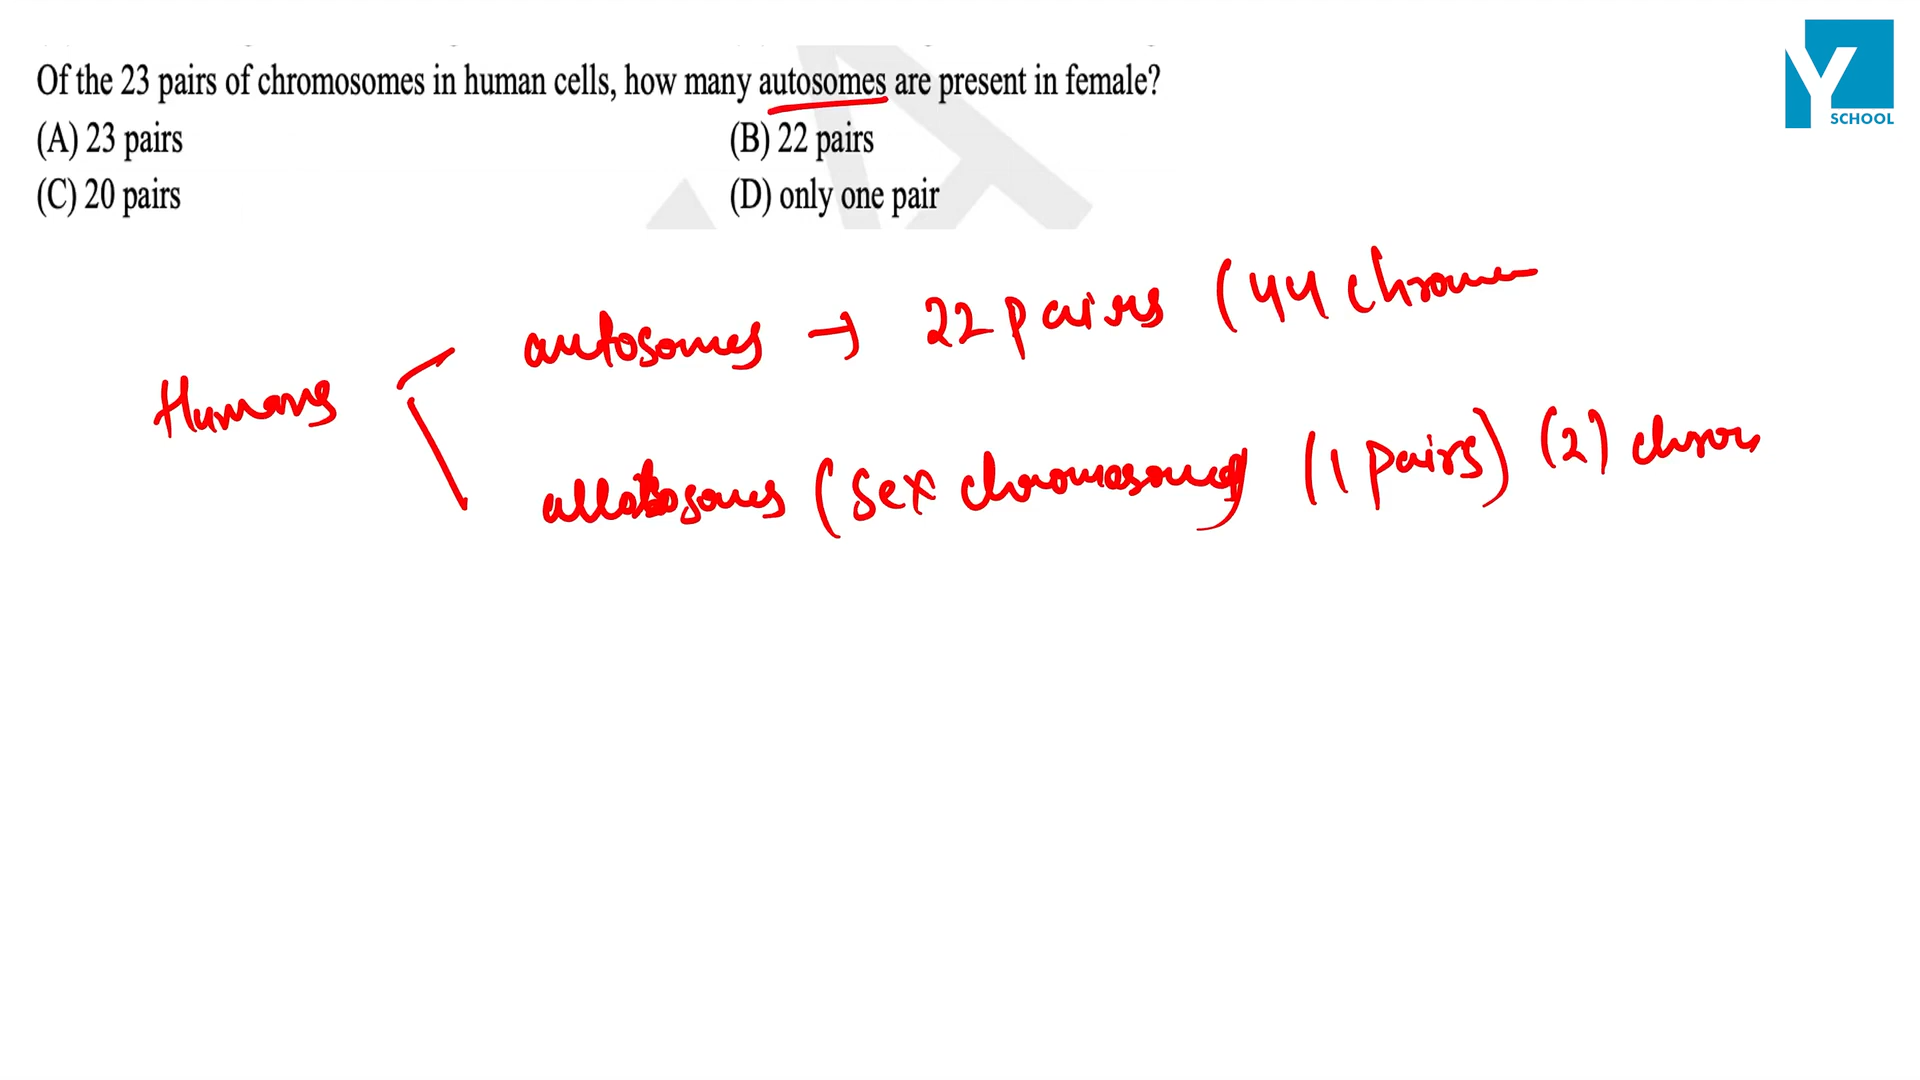 Of the 23 pairs of chromosomes in human cells, how many autosomes are present in female?
(A) 23 pairs (B) 22 pairs
(C) 20 pairs (D) only one pair
Y SCHOOL
autosomes → 22 pairs (44 chromo
Humans
allosomes (sex chromosomes (1 pairs) (2) chrom